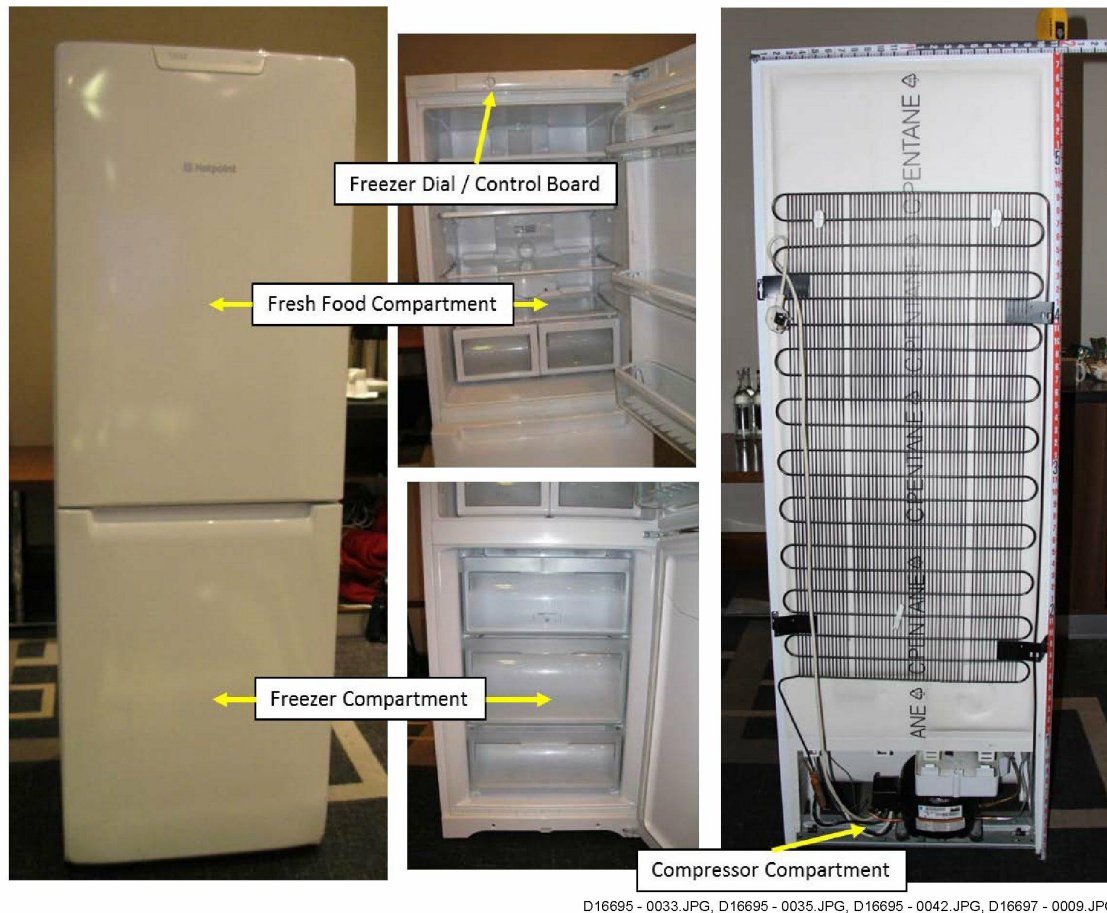 Hotpoint
Freezer Dial / Control Board
Fresh Food Compartment
Freezer Compartment
CPENTANE
CPENTANE
CPENTANE
CPENTANE
ANE
Compressor Compartment
D16695 - 0033.JPG, D16695 - 0035.JPG, D16695 - 0042.JPG, D16697 - 0009.JPG